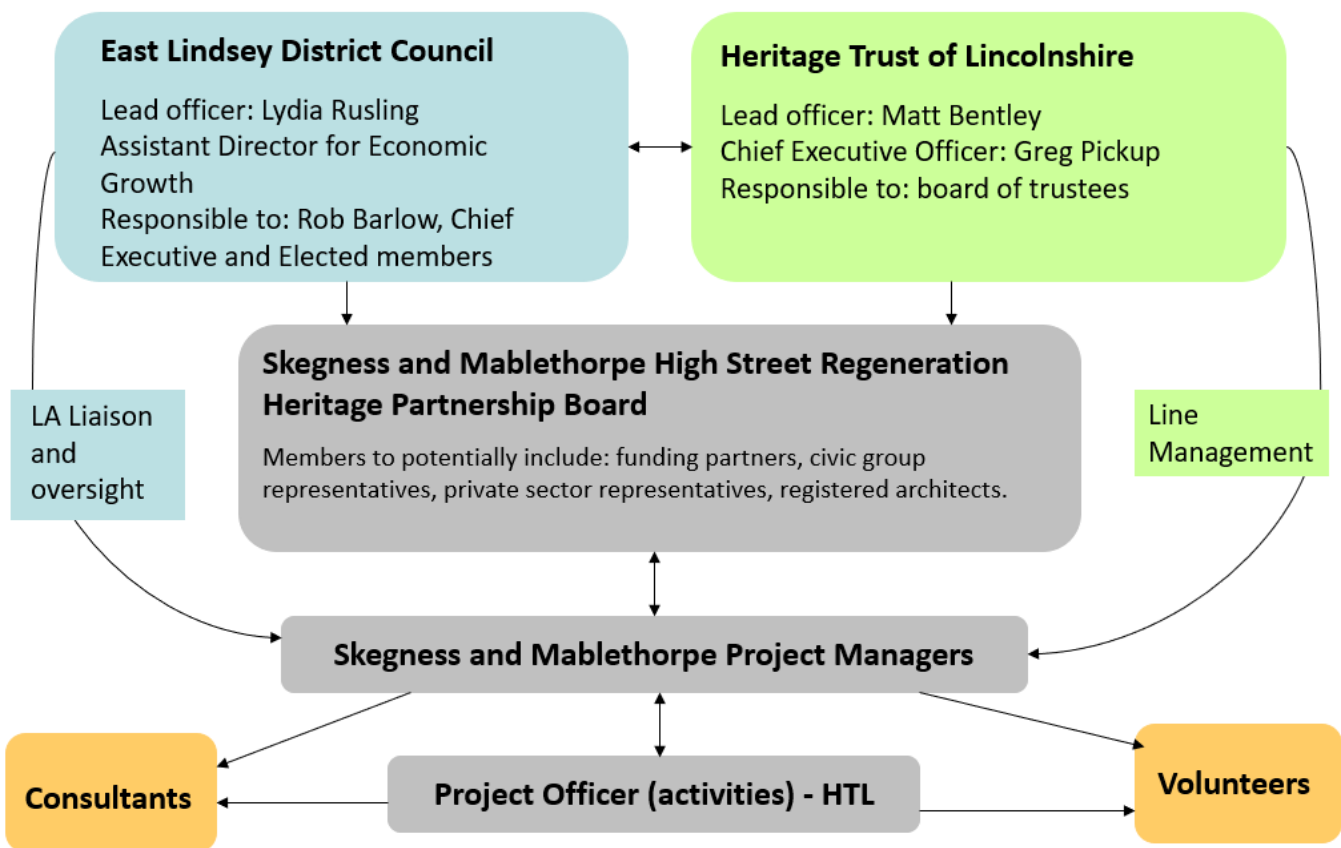 East Lindsey District Council
Lead officer: Lydia Rusling
Assistant Director for Economic
Growth
Responsible to: Rob Barlow, Chief
Executive and Elected members
Heritage Trust of Lincolnshire
Lead officer: Matt Bentley
Chief Executive Officer: Greg Pickup
Responsible to: board of trustees
Skegness and Mablethorpe High Street Regeneration
Heritage Partnership Board
Members to potentially include: funding partners, civic group
representatives, private sector representatives, registered architects.
LA Liaison
and
oversight
Line
Management
Skegness and Mablethorpe Project Managers
Consultants
Project Officer (activities) - HTL
Volunteers